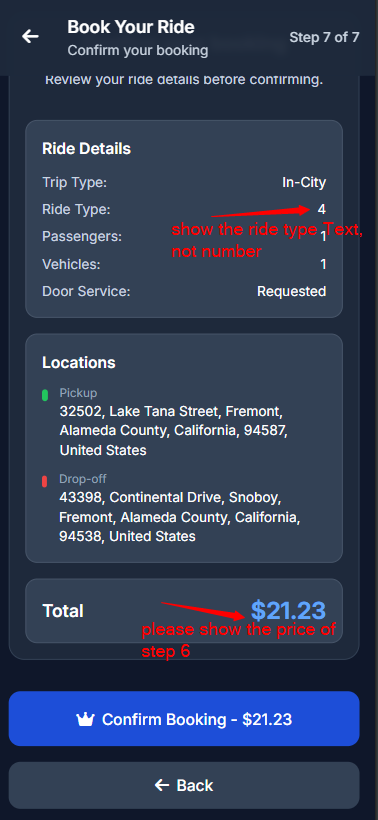 Book Your Ride
Confirm your booking
Step 7 of 7
Review your ride details before confirming.
Ride Details
Trip Type: In-City
Ride Type: 4
show the ride type Text,
Passengers: 1
not number
Vehicles: 1
Door Service: Requested
Locations
Pickup
32502, Lake Tana Street, Fremont,
Alameda County, California, 94587,
United States
Drop-off
43398, Continental Drive, Snoboy,
Fremont, Alameda County, California,
94538, United States
Total $21.23
please show the price of
step 6
Confirm Booking - $21.23
Back